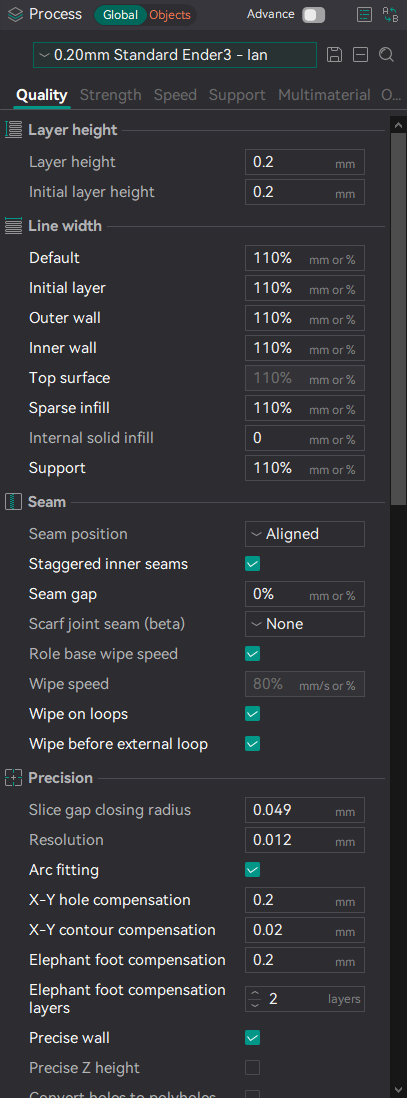 Process Global Objects Advance
0.20mm Standard Ender3 - Ian
Quality Strength Speed Support Multimaterial O...
Layer height
Layer height 0.2 mm
Initial layer height 0.2 mm
Line width
Default 110% mm or %
Initial layer 110% mm or %
Outer wall 110% mm or %
Inner wall 110% mm or %
Top surface 110% mm or %
Sparse infill 110% mm or %
Internal solid infill 0 mm or %
Support 110% mm or %
Seam
Seam position Aligned
Staggered inner seams
Seam gap 0% mm or %
Scarf joint seam (beta) None
Role base wipe speed
Wipe speed 80% mm/s or %
Wipe on loops
Wipe before external loop
Precision
Slice gap closing radius 0.049 mm
Resolution 0.012 mm
Arc fitting
X-Y hole compensation 0.2 mm
X-Y contour compensation 0.02 mm
Elephant foot compensation 0.2 mm
Elephant foot compensation
layers 2 layers
Precise wall
Precise Z height
Convert holes to polyholes